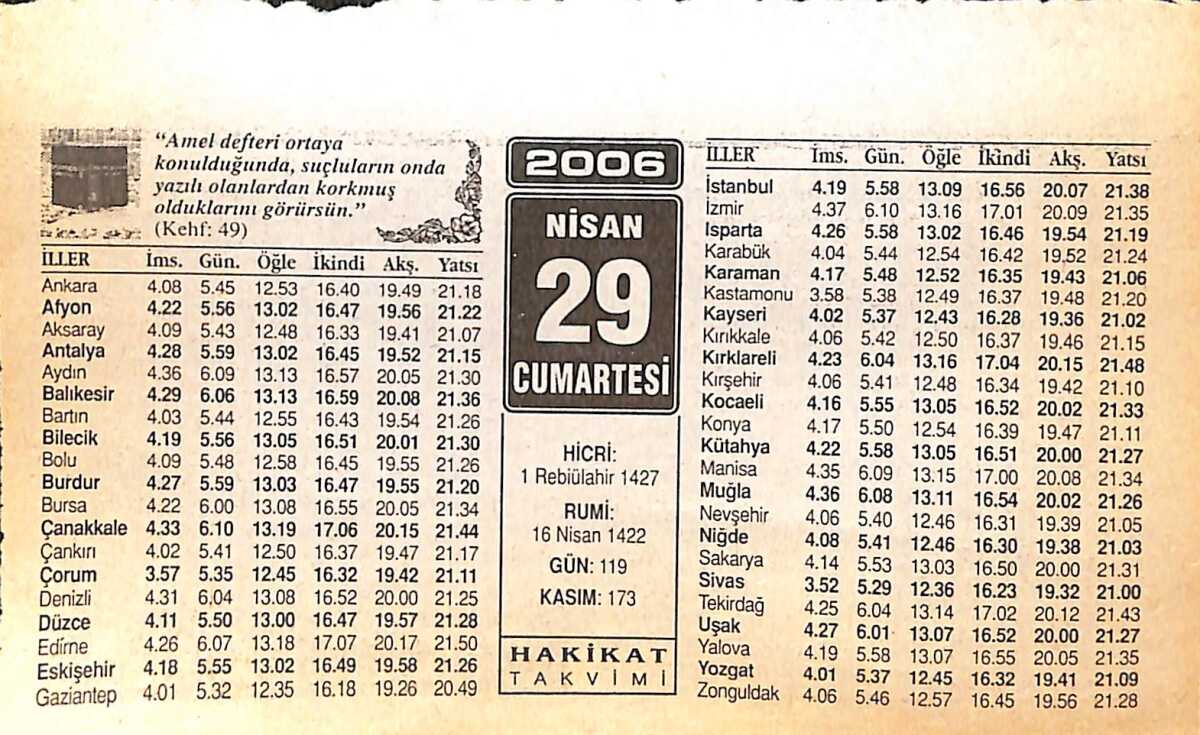 “Amel defteri ortaya
konulduğunda, suçluların onda
yazılı olanlardan korkmuş
olduklarını görürsün.”
(Kehf: 49)
İLLER İms. Gün. Öğle İkindi Akş. Yatsı
Ankara 4.08 5.45 12.53 16.40 19.49 21.18
Afyon 4.22 5.56 13.02 16.47 19.56 21.22
Aksaray 4.09 5.43 12.48 16.33 19.41 21.07
Antalya 4.28 5.59 13.02 16.45 19.52 21.15
Aydın 4.36 6.09 13.13 16.57 20.05 21.30
Balıkesir 4.29 6.06 13.13 16.59 20.08 21.36
Bartın 4.03 5.44 12.55 16.43 19.54 21.26
Bilecik 4.19 5.56 13.05 16.51 20.01 21.30
Bolu 4.09 5.48 12.58 16.45 19.55 21.26
Burdur 4.27 5.59 13.03 16.47 19.55 21.20
Bursa 4.22 6.00 13.08 16.55 20.05 21.34
Çanakkale 4.33 6.10 13.19 17.06 20.15 21.44
Çankırı 4.02 5.41 12.50 16.37 19.47 21.17
Çorum 3.57 5.35 12.45 16.32 19.42 21.11
Denizli 4.31 6.04 13.08 16.52 20.00 21.25
Düzce 4.11 5.50 13.00 16.47 19.57 21.28
Edirne 4.26 6.07 13.18 17.07 20.17 21.50
Eskişehir 4.18 5.55 13.02 16.49 19.58 21.26
Gaziantep 4.01 5.32 12.35 16.18 19.26 20.49
2006
NİSAN
29
CUMARTESİ
HİCRİ:
1 Rebiülahir 1427
RUMİ:
16 Nisan 1422
GÜN: 119
KASIM: 173
HAKİKAT
TAKVİMİ
İLLER İms. Gün. Öğle İkindi Akş. Yatsı
İstanbul 4.19 5.58 13.09 16.56 20.07 21.38
İzmir 4.37 6.10 13.16 17.01 20.09 21.35
Isparta 4.26 5.58 13.02 16.46 19.54 21.19
Karabük 4.04 5.44 12.54 16.42 19.52 21.24
Karaman 4.17 5.48 12.52 16.35 19.43 21.06
Kastamonu 3.58 5.38 12.49 16.37 19.48 21.20
Kayseri 4.02 5.37 12.43 16.28 19.36 21.02
Kırıkkale 4.06 5.42 12.50 16.37 19.46 21.15
Kırklareli 4.23 6.04 13.16 17.04 20.15 21.48
Kırşehir 4.06 5.41 12.48 16.34 19.42 21.10
Kocaeli 4.16 5.55 13.05 16.52 20.02 21.33
Konya 4.17 5.50 12.54 16.39 19.47 21.11
Kütahya 4.22 5.58 13.05 16.51 20.00 21.27
Manisa 4.35 6.09 13.15 17.00 20.08 21.34
Muğla 4.36 6.08 13.11 16.54 20.02 21.26
Nevşehir 4.06 5.40 12.46 16.31 19.39 21.05
Niğde 4.08 5.41 12.46 16.30 19.38 21.03
Sakarya 4.14 5.53 13.03 16.50 20.00 21.31
Sivas 3.52 5.29 12.36 16.23 19.32 21.00
Tekirdağ 4.25 6.04 13.14 17.02 20.12 21.43
Uşak 4.27 6.01 13.07 16.52 20.00 21.27
Yalova 4.19 5.58 13.07 16.55 20.05 21.35
Yozgat 4.01 5.37 12.45 16.32 19.41 21.09
Zonguldak 4.06 5.46 12.57 16.45 19.56 21.28